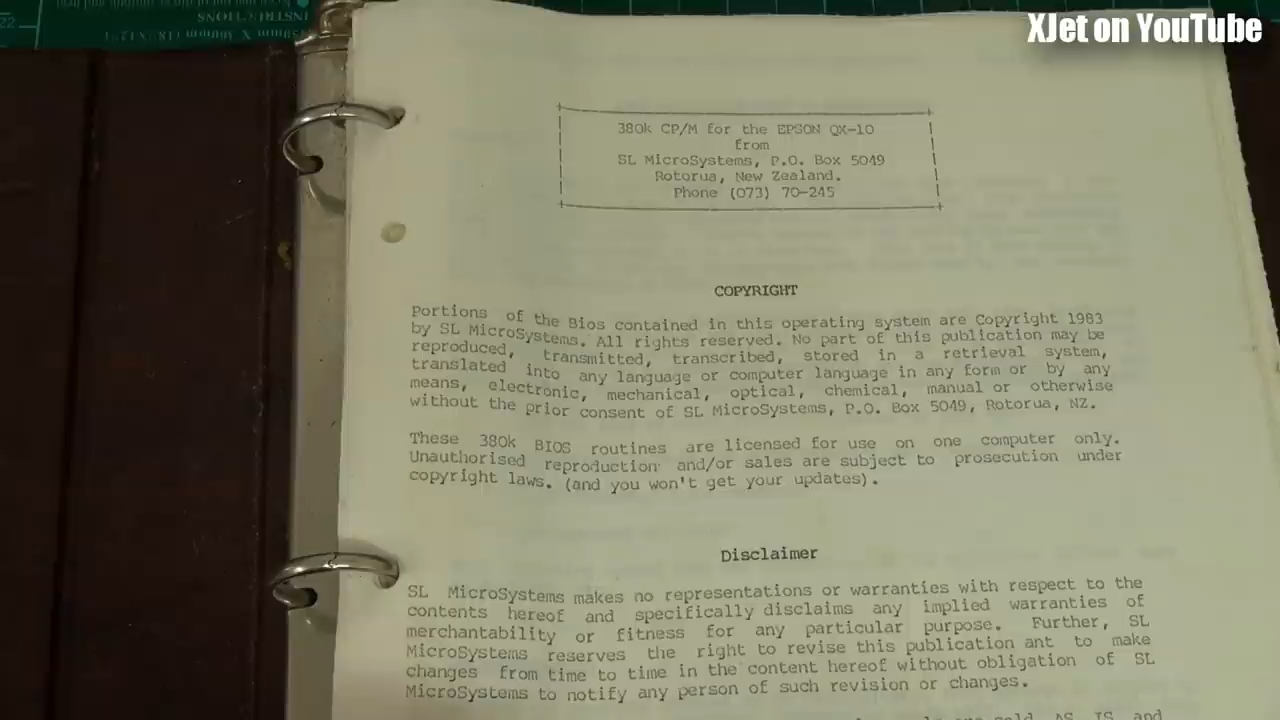 XJet on YouTube
22
INSTRUCTIONS
380k CP/M for the EPSON QX-10
from
SL MicroSystems, P.O. Box 5049
Rotorua, New Zealand.
Phone (073) 70-245
COPYRIGHT
Portions of the Bios contained in this operating system are Copyright 1983
by SL MicroSystems. All rights reserved. No part of this publication may be
reproduced, transmitted, transcribed, stored in a retrieval system,
translated into any language or computer language in any form or by any
means, electronic, mechanical, optical, chemical, manual or otherwise
without the prior consent of SL MicroSystems, P.O. Box 5049, Rotorua, NZ.
These 380k BIOS routines are licensed for use on one computer only.
Unauthorised reproduction and/or sales are subject to prosecution under
copyright laws. (and you won't get your updates).
Disclaimer
SL MicroSystems makes no representations or warranties with respect to the
contents hereof and specifically disclaims any implied warranties of
merchantability or fitness for any particular purpose. Further, SL
MicroSystems reserves the right to revise this publication ant to make
changes from time to time in the content hereof without obligation of SL
MicroSystems to notify any person of such revision or changes.
sold, AS IS and